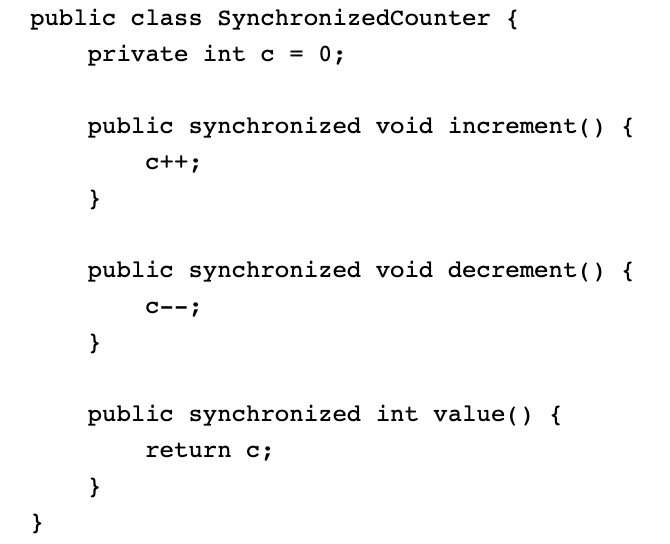 public class SynchronizedCounter {
    private int c = 0;

    public synchronized void increment() {
        c++;
    }

    public synchronized void decrement() {
        c--;
    }

    public synchronized int value() {
        return c;
    }
}